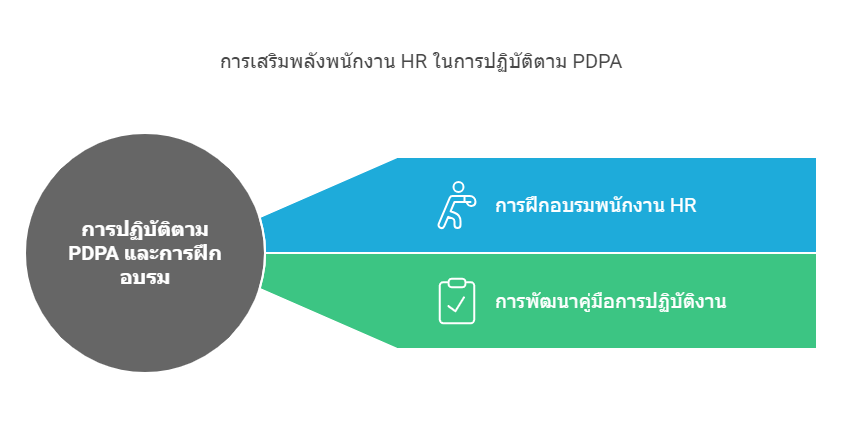 การเสริมพลังพนักงาน HR ในการปฏิบัติตาม PDPA
การปฏิบัติตาม
PDPA และการฝึก
อบรม
การฝึกอบรมพนักงาน HR
การพัฒนาคู่มือการปฏิบัติงาน